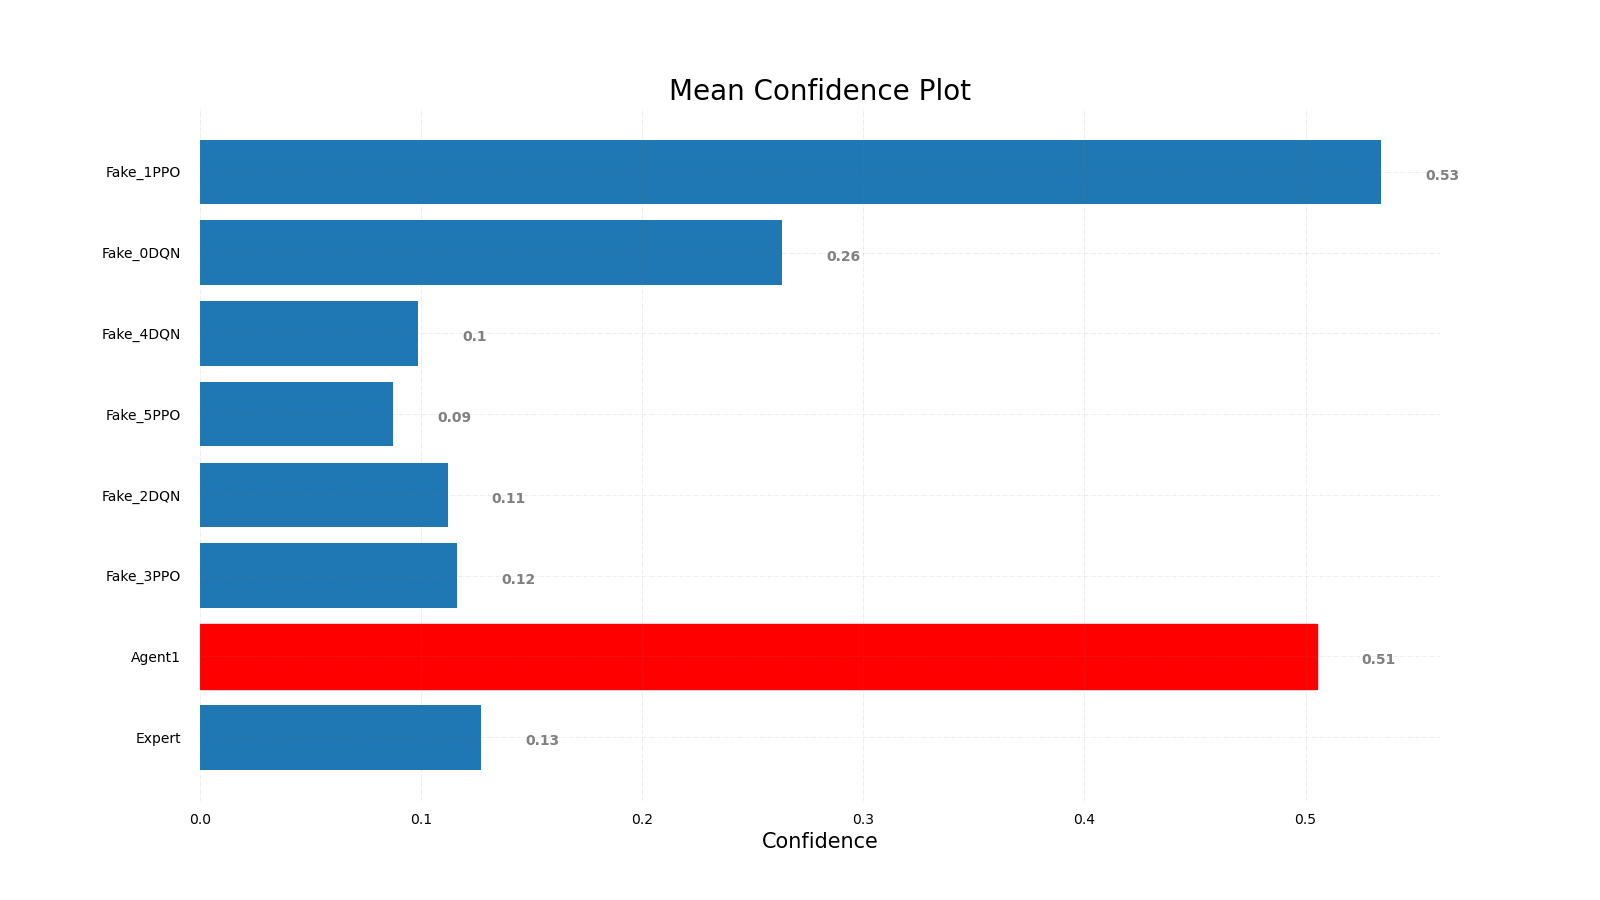 Mean Confidence Plot
Fake_1PPO
0.53
Fake_0DQN
0.26
Fake_4DQN
0.1
Fake_5PPO
0.09
Fake_2DQN
0.11
Fake_3PPO
0.12
Agent1
0.51
Expert
0.13
0.0 0.1 0.2 0.3 0.4 0.5
Confidence